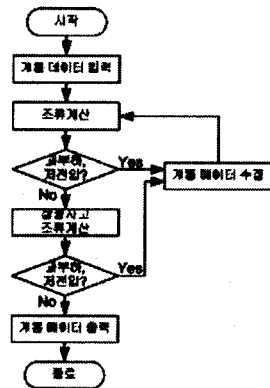 시작
계통 데이터 입력
조류계산
과부하,
저전압?
Yes
계통 데이터 수정
No
상정사고
조류계산
과부하,
저전압?
Yes
No
계통 데이터 출력
종료